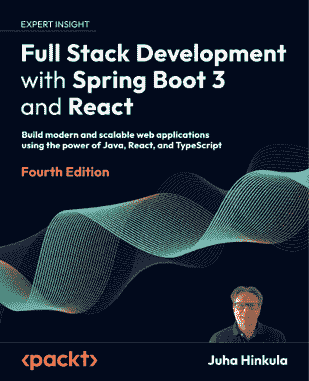 EXPERT INSIGHT
Full Stack Development
with Spring Boot 3
and React
Build modern and scalable web applications
using the power of Java, React, and TypeScript
Fourth Edition
<packt>
Juha Hinkula